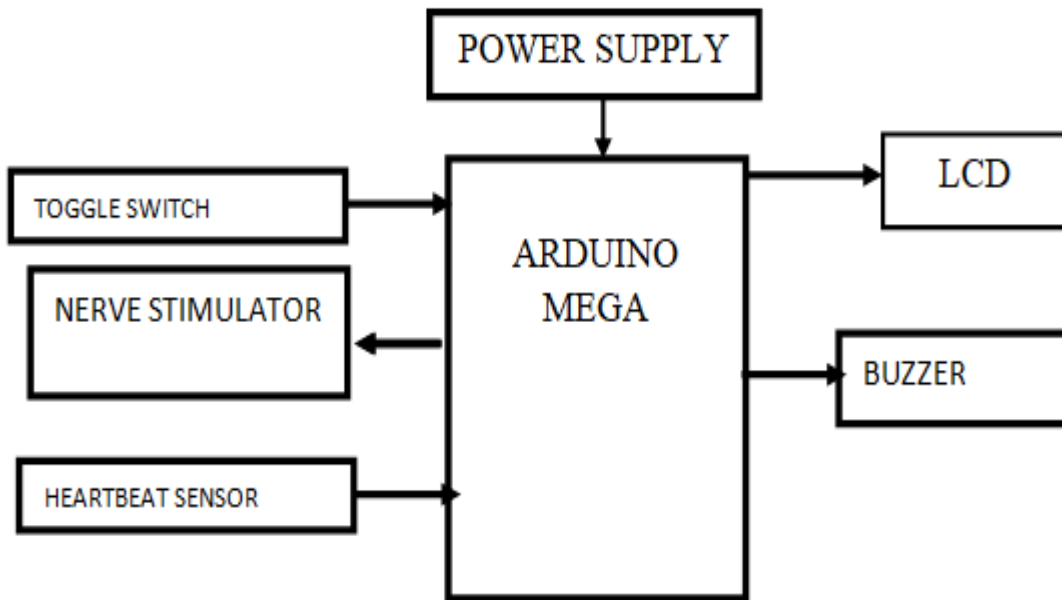 POWER SUPPLY
LCD
TOGGLE SWITCH
ARDUINO
MEGA
NERVE STIMULATOR
BUZZER
HEARTBEAT SENSOR